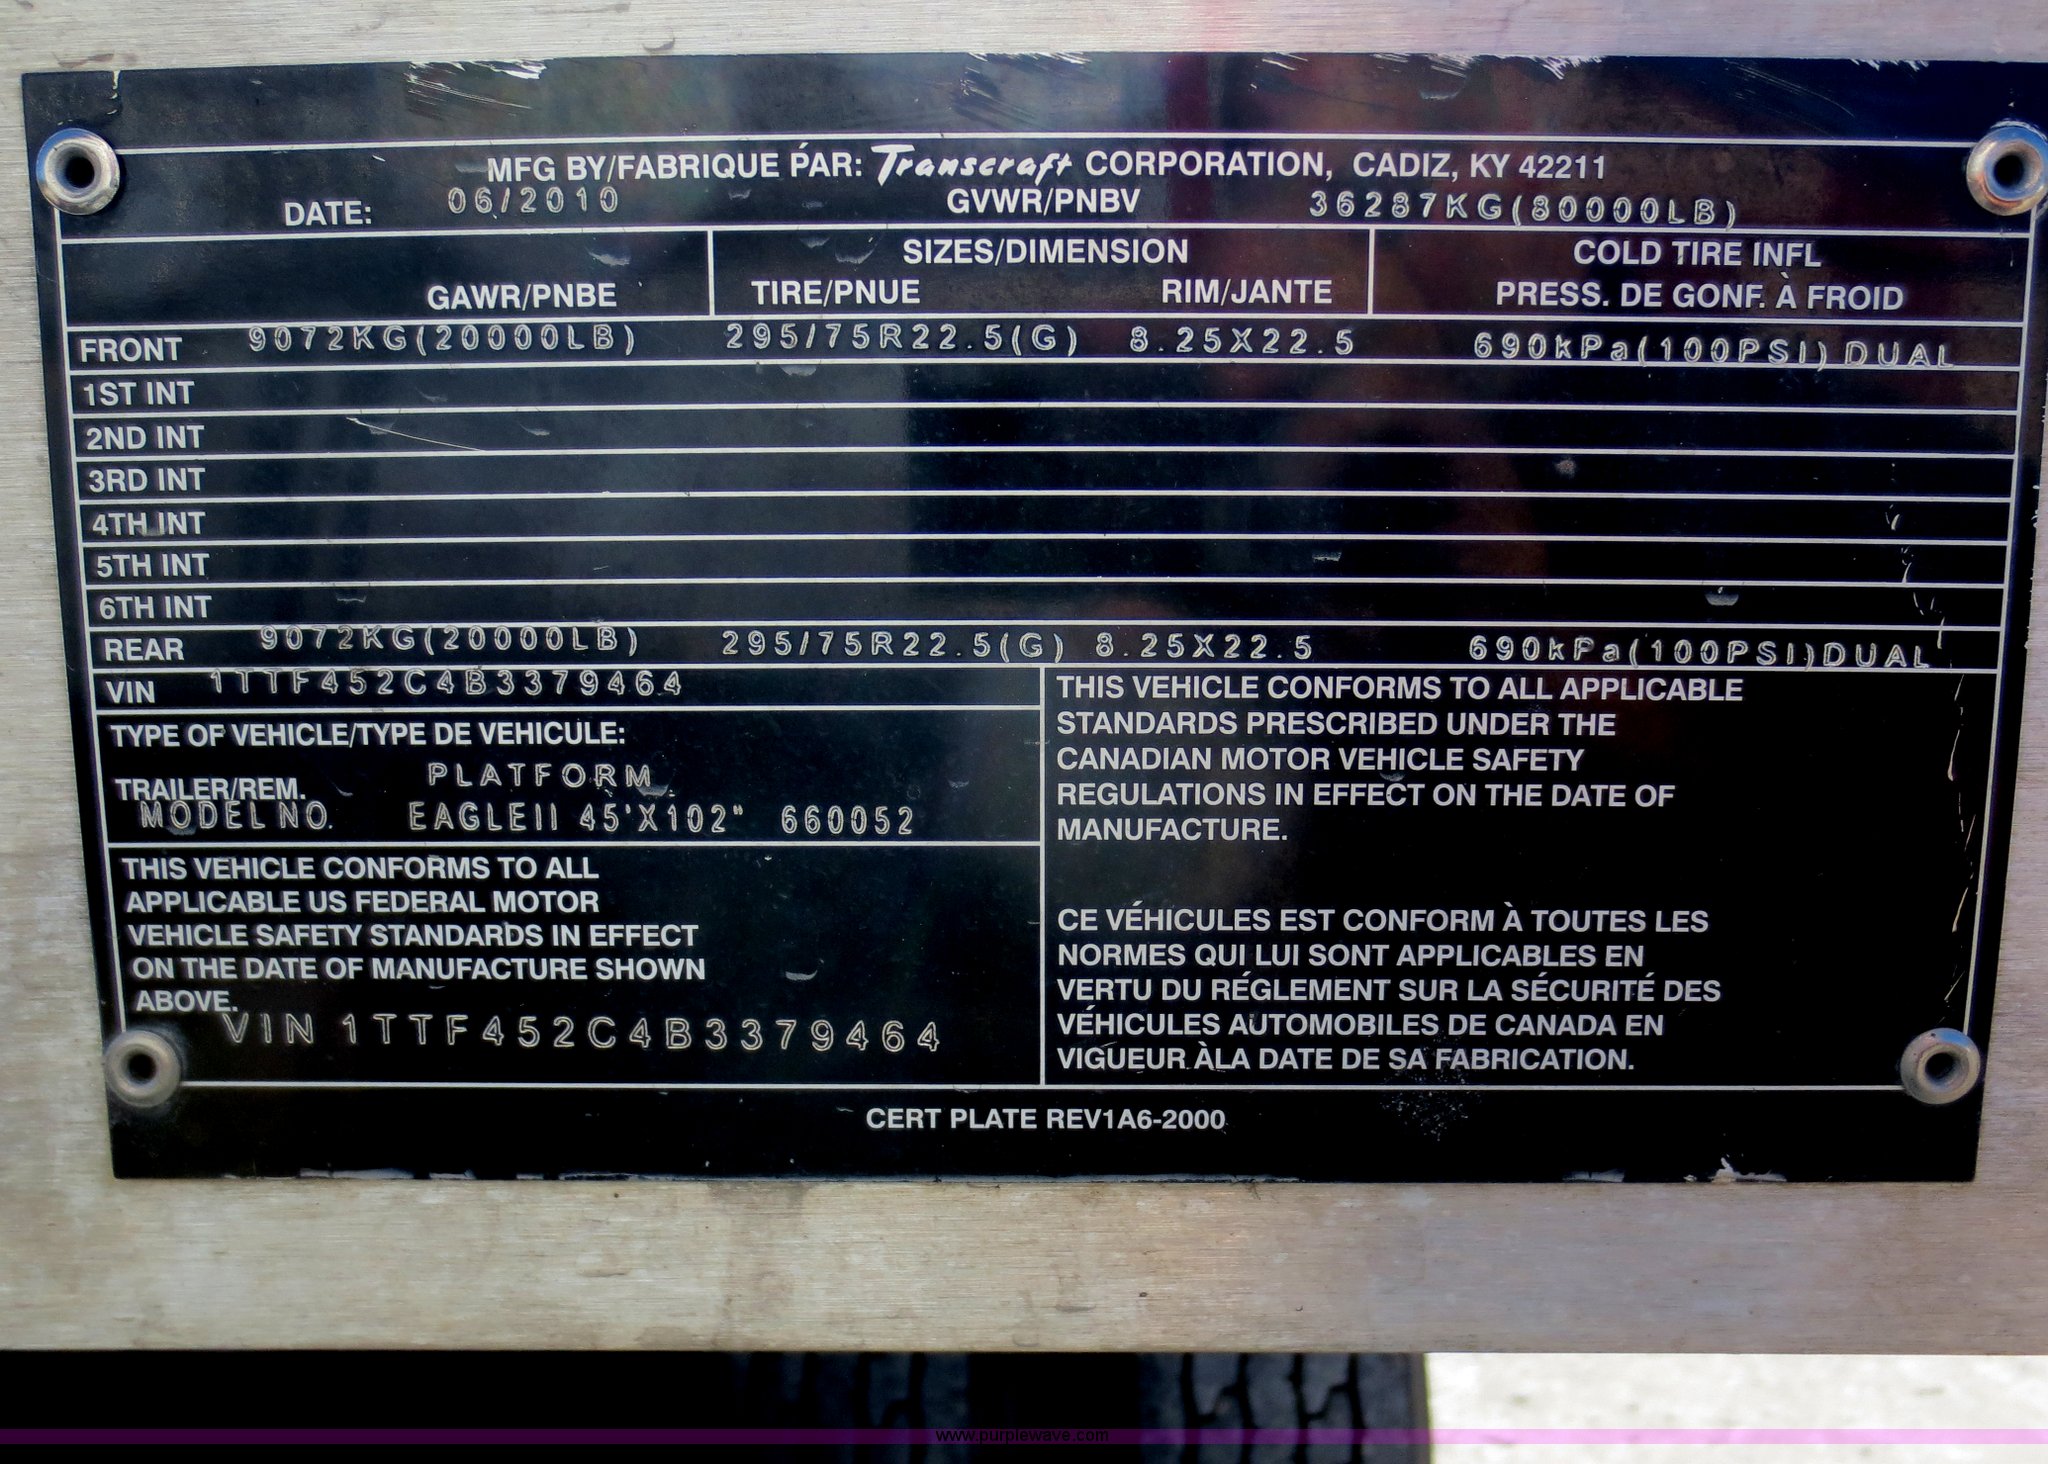 MFG BY/FABRIQUE PAR: Transcraft CORPORATION, CADIZ, KY 42211
DATE: 06/2010 GVWR/PNBV 36287KG(80000LB)
SIZES/DIMENSION COLD TIRE INFL
GAWR/PNBE TIRE/PNUE RIM/JANTE PRESS. DE GONF. À FROID
FRONT 9072KG(20000LB) 295/75R22.5(G) 8.25X22.5 690kPa(100PSI)DUAL
1ST INT
2ND INT
3RD INT
4TH INT
5TH INT
6TH INT
REAR 9072KG(20000LB) 295/75R22.5(G) 8.25X22.5 690kPa(100PSI)DUAL
VIN 1TTF452C4B3379464
TYPE OF VEHICLE/TYPE DE VEHICULE:
TRAILER/REM. PLATFORM
MODEL NO. EAGLEII 45'X102" 660052
THIS VEHICLE CONFORMS TO ALL
APPLICABLE US FEDERAL MOTOR
VEHICLE SAFETY STANDARDS IN EFFECT
ON THE DATE OF MANUFACTURE SHOWN
ABOVE.
VIN 1TTF452C4B3379464
THIS VEHICLE CONFORMS TO ALL APPLICABLE
STANDARDS PRESCRIBED UNDER THE
CANADIAN MOTOR VEHICLE SAFETY
REGULATIONS IN EFFECT ON THE DATE OF
MANUFACTURE.
CE VÉHICULES EST CONFORM À TOUTES LES
NORMES QUI LUI SONT APPLICABLES EN
VERTU DU RÉGLEMENT SUR LA SÉCURITÉ DES
VÉHICULES AUTOMOBILES DE CANADA EN
VIGUEUR ÀLA DATE DE SA FABRICATION.
CERT PLATE REV1A6-2000
www.purplewave.com